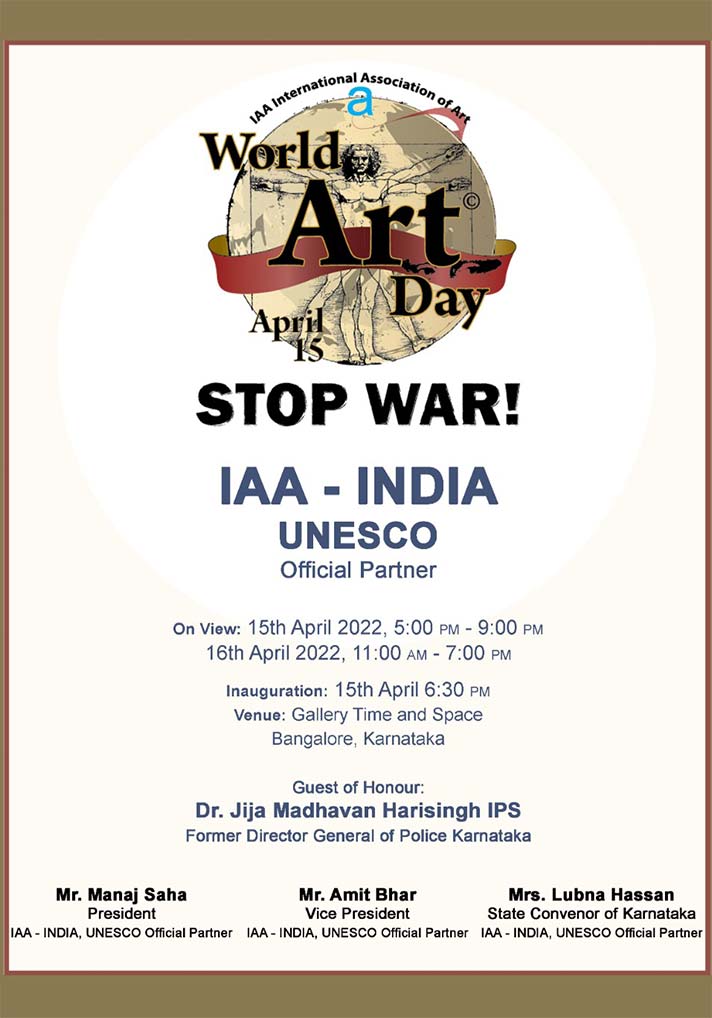 IAA International Association of Art
a
World
Art©
Day
April
15
STOP WAR!
IAA - INDIA
UNESCO
Official Partner
On View: 15th April 2022, 5:00 PM - 9:00 PM
16th April 2022, 11:00 AM - 7:00 PM
Inauguration: 15th April 6:30 PM
Venue: Gallery Time and Space
Bangalore, Karnataka
Guest of Honour:
Dr. Jija Madhavan Harisingh IPS
Former Director General of Police Karnataka
Mr. Manaj Saha
President
IAA - INDIA, UNESCO Official Partner
Mr. Amit Bhar
Vice President
IAA - INDIA, UNESCO Official Partner
Mrs. Lubna Hassan
State Convenor of Karnataka
IAA - INDIA, UNESCO Official Partner